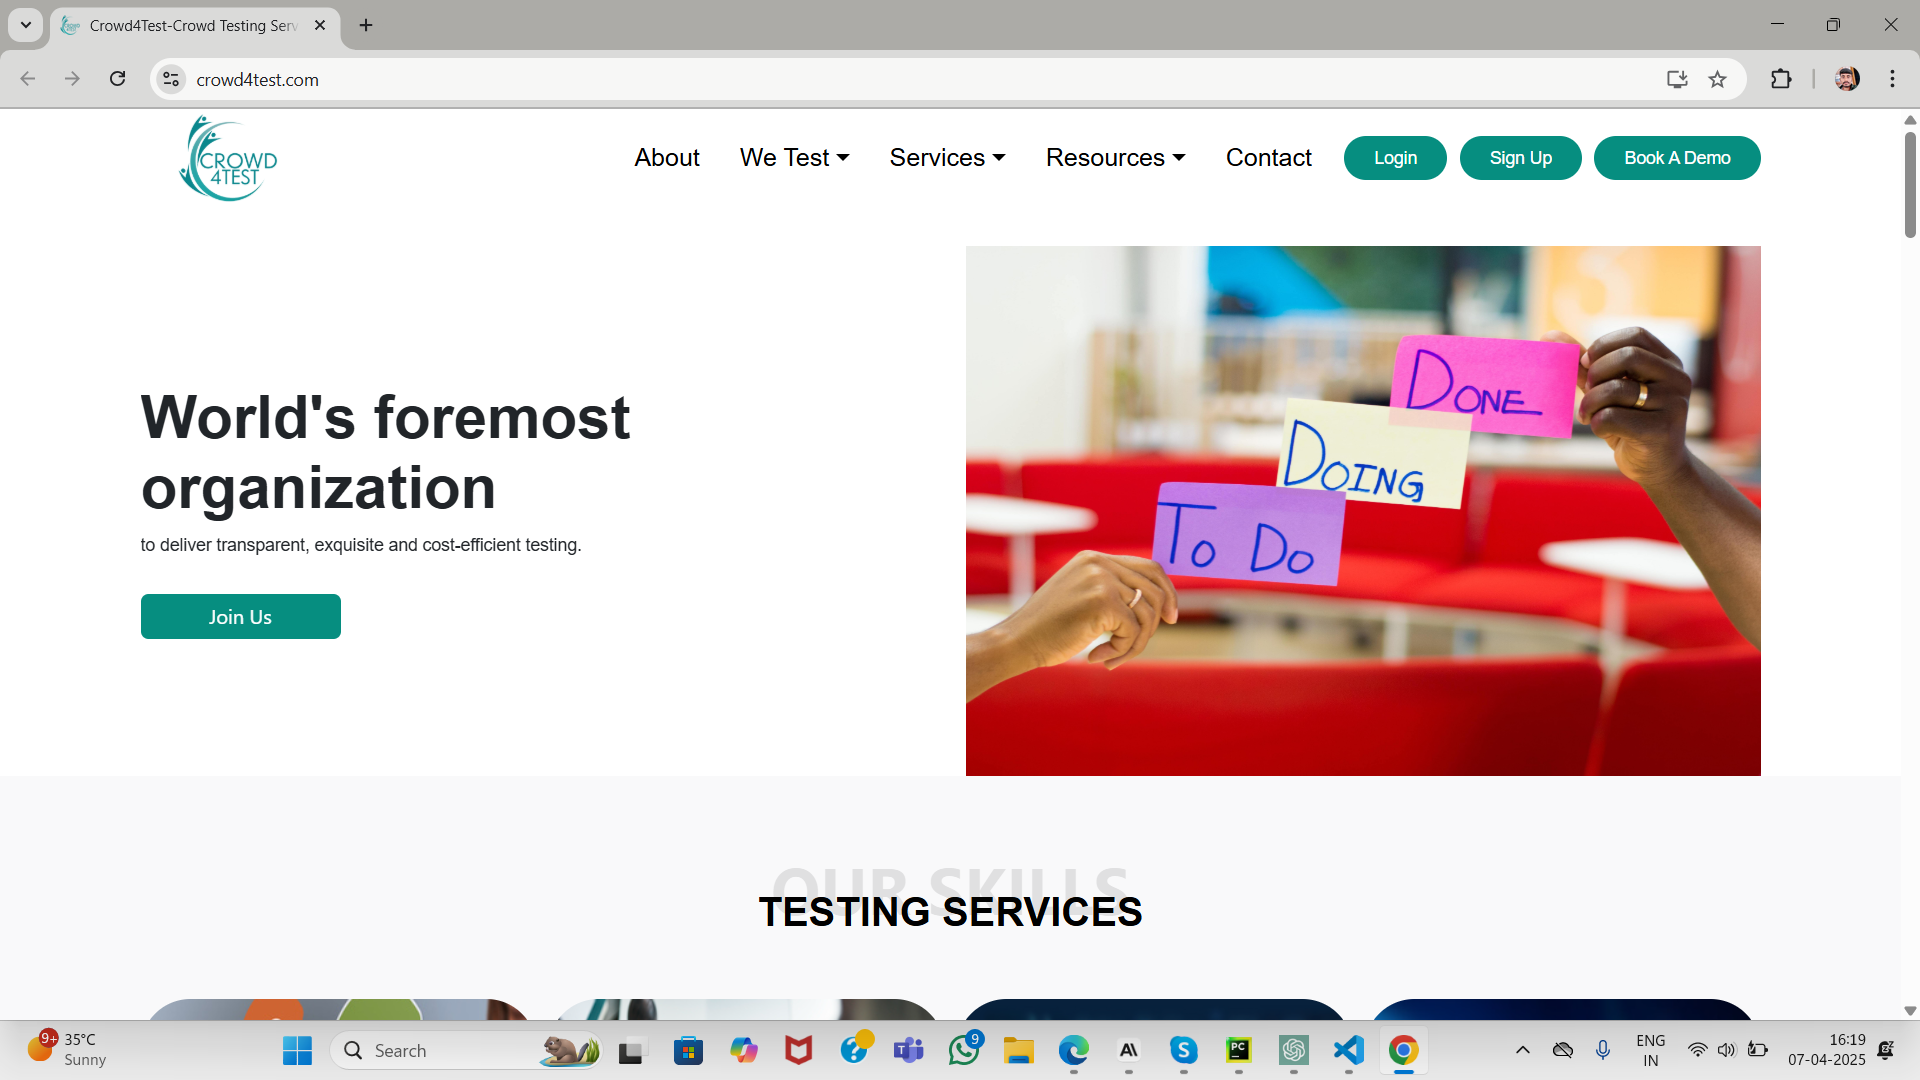 Crowd4Test-Crowd Testing Serv
crowd4test.com
CROWD
4TEST
About
We Test
Services
Resources
Contact
Login
Sign Up
Book A Demo
World's foremost
organization
to deliver transparent, exquisite and cost-efficient testing.
Join Us
DONE
DOING
TO DO
OUR SKILLS
TESTING SERVICES
9+
35°C
Sunny
Search
9
PC
ENG
IN
16:19
07-04-2025